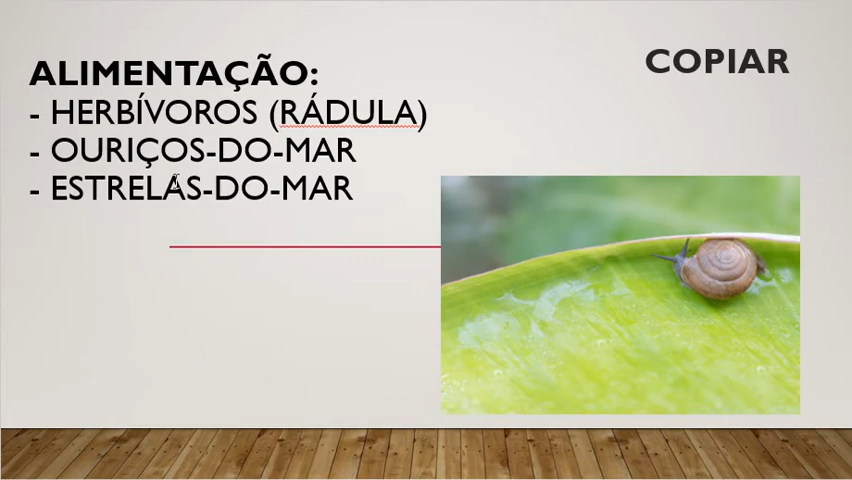 COPIAR
ALIMENTAÇÃO:
- HERBÍVOROS (RÁDULA)
- OURIÇOS-DO-MAR
- ESTRELAS-DO-MAR